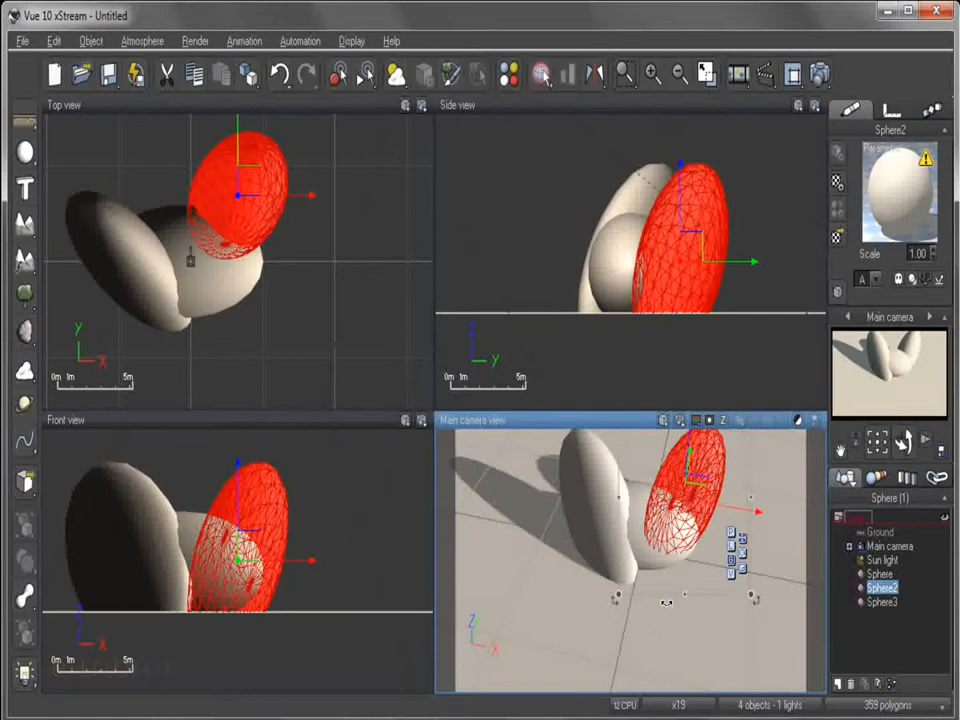 Vue 10 xStream - Untitled
File Edit Object Atmosphere Render Animation Automation Display Help
Top view
Side view
Sphere2
Scale 1.00
A
y
X
0m 1m 5m
z
y
0m 1m 5m
Main camera
Front view
Main camera view
Z
Sphere (1)
Ground
Main camera
Sun light
Sphere
Sphere2
Sphere3
Z
X
0m 1m 5m
Z
X
12 CPU x19 4 objects - 1 lights 359 polygons